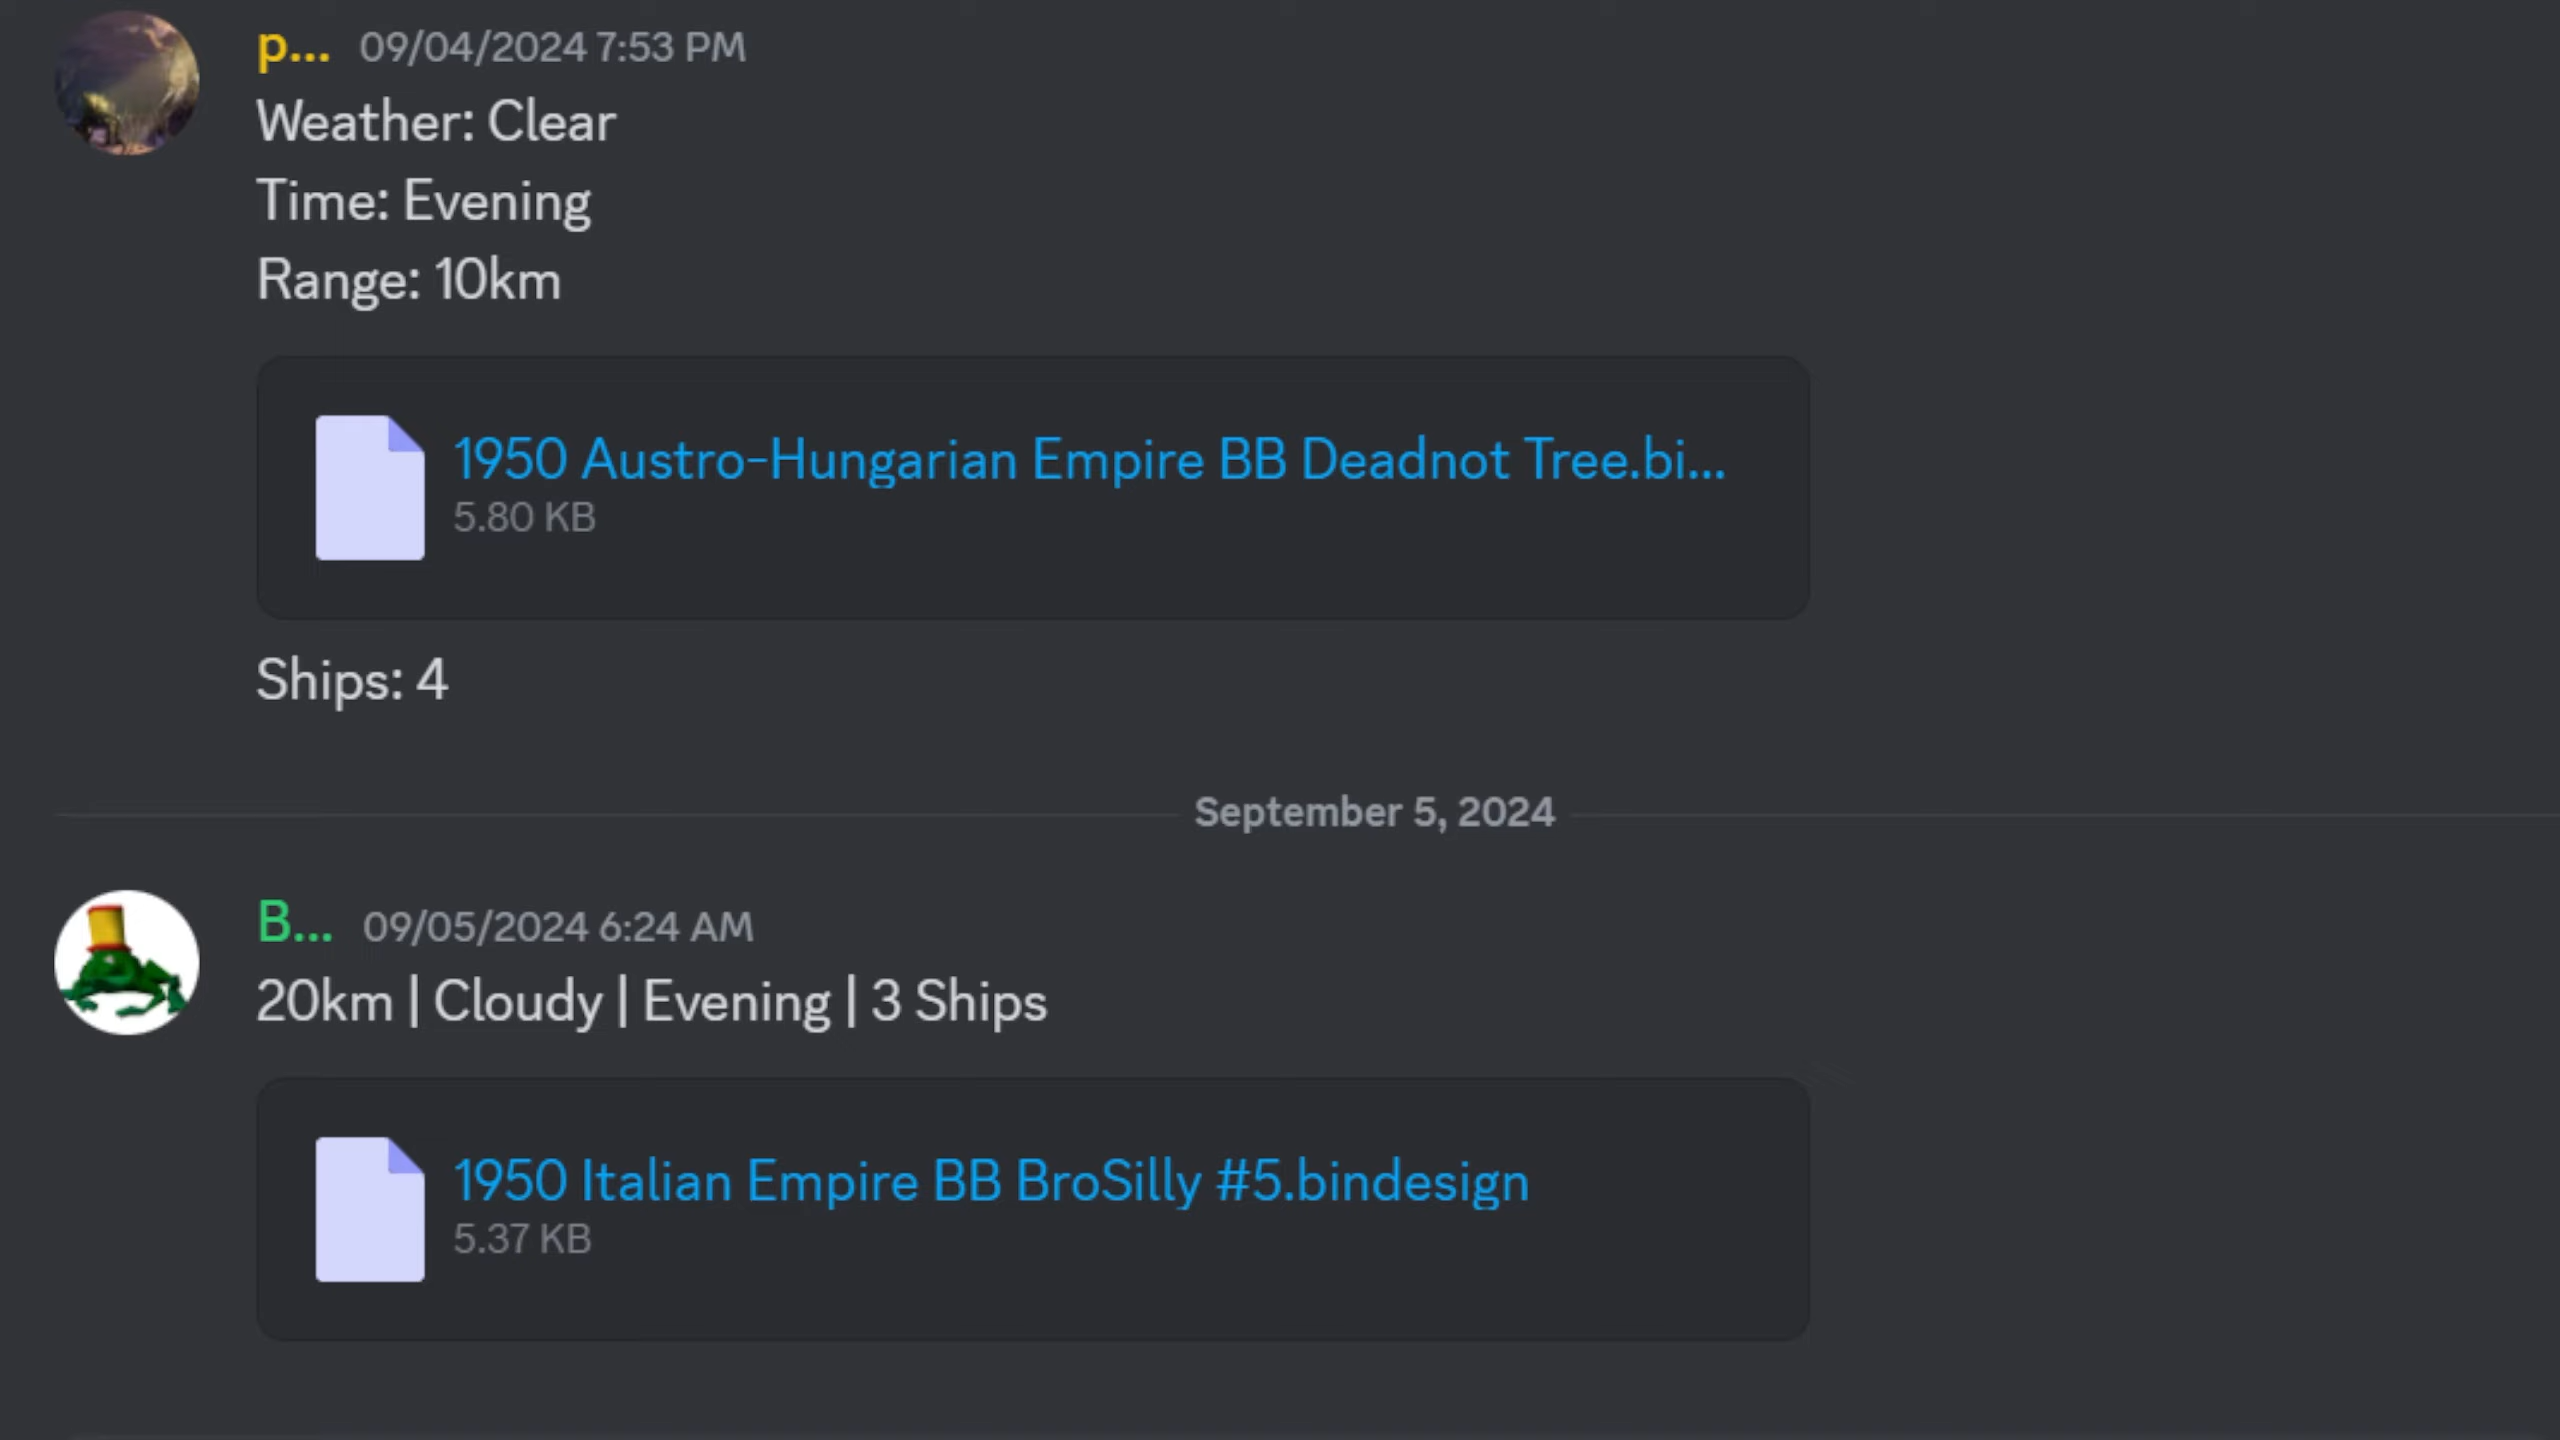 p... 09/04/2024 7:53 PM
Weather: Clear
Time: Evening
Range: 10km
1950 Austro-Hungarian Empire BB Deadnot Tree.bi...
5.80 KB
Ships: 4
September 5, 2024
B... 09/05/2024 6:24 AM
20km | Cloudy | Evening | 3 Ships
1950 Italian Empire BB BroSilly #5.bindesign
5.37 KB